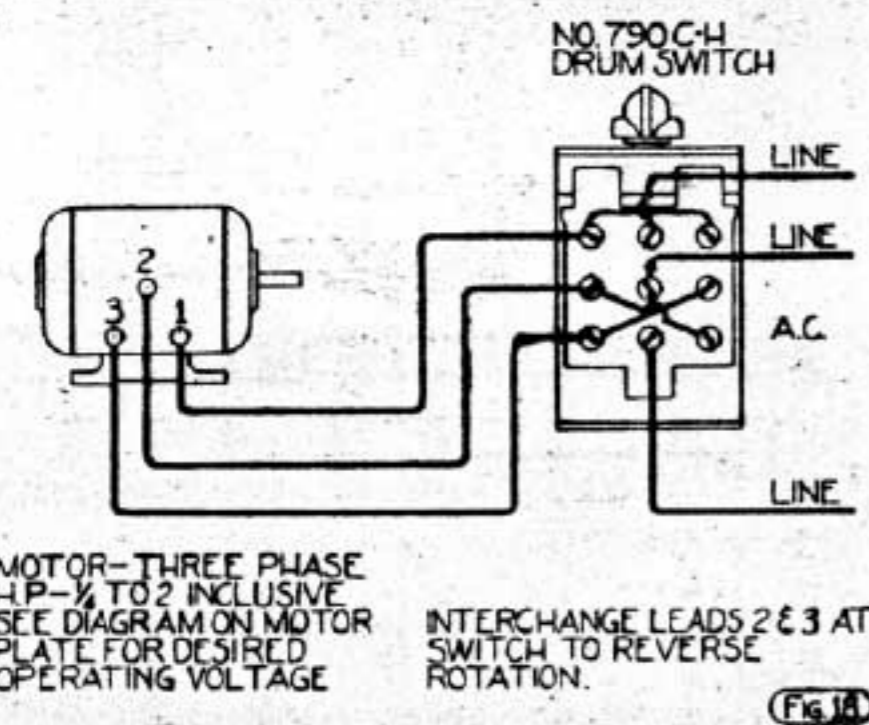 NO. 790 C-H
DRUM SWITCH
LINE
LINE
2
3
1
A.C.
LINE
MOTOR-THREE PHASE
H.P-¼ TO 2 INCLUSIVE
SEE DIAGRAM ON MOTOR
PLATE FOR DESIRED
OPERATING VOLTAGE
INTERCHANGE LEADS 2 & 3 AT
SWITCH TO REVERSE
ROTATION.
Fig 18